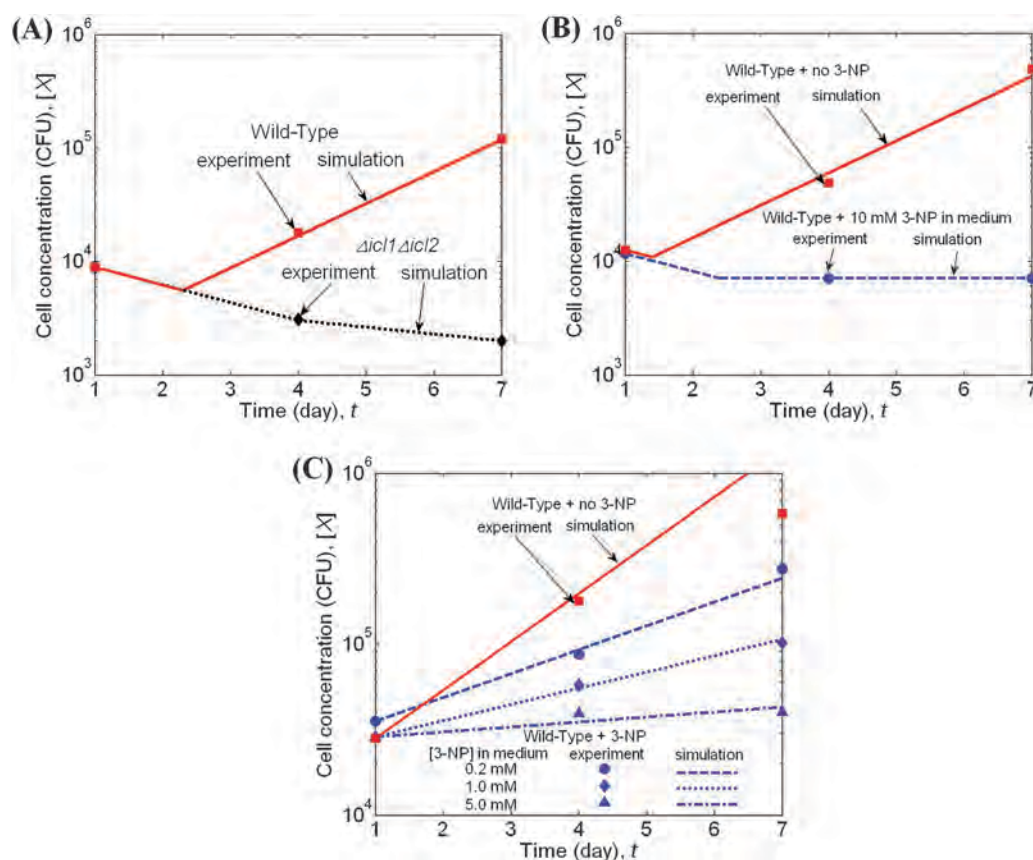 (A)
10^6
10^5
10^4
10^3
Cell concentration (CFU), [X]
Wild-Type
experiment simulation
Δicl1Δicl2
experiment simulation
1 2 3 4 5 6 7
Time (day), t
(B)
10^6
10^5
10^4
10^3
Cell concentration (CFU), [X]
Wild-Type + no 3-NP
experiment simulation
Wild-Type + 10 mM 3-NP in medium
experiment simulation
1 2 3 4 5 6 7
Time (day), t
(C)
10^6
10^5
10^4
Cell concentration (CFU), [X]
Wild-Type + no 3-NP
experiment simulation
Wild-Type + 3-NP
[3-NP] in medium experiment simulation
0.2 mM
1.0 mM
5.0 mM
1 2 3 4 5 6 7
Time (day), t